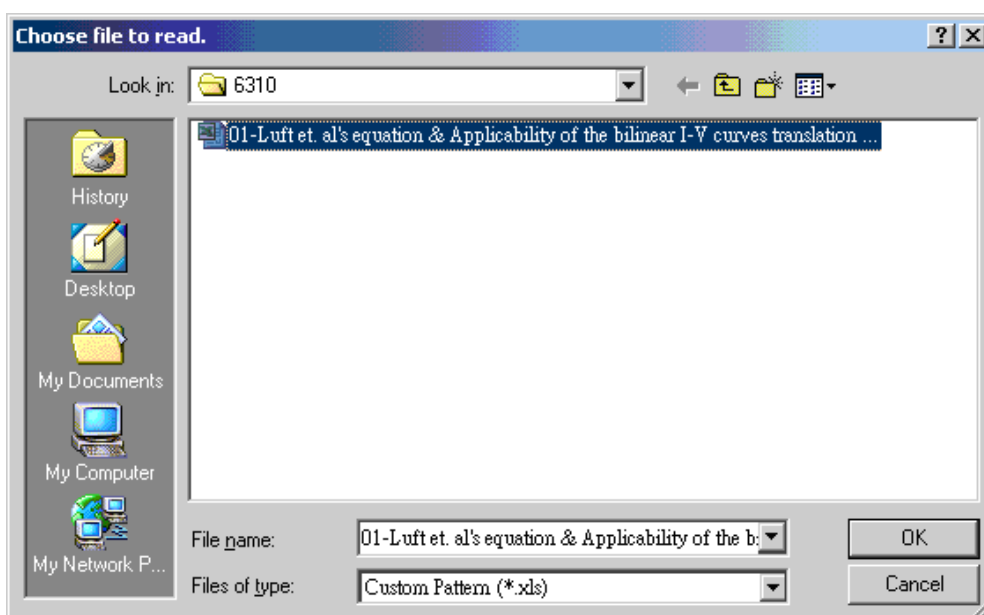 Choose file to read.
Look in:
6310
01-Luft et. al's equation & Applicability of the bilinear I-V curves translation ...
History
Desktop
My Documents
My Computer
My Network P...
File name:
01-Luft et. al's equation & Applicability of the b:
OK
Files of type:
Custom Pattern (*.xls)
Cancel